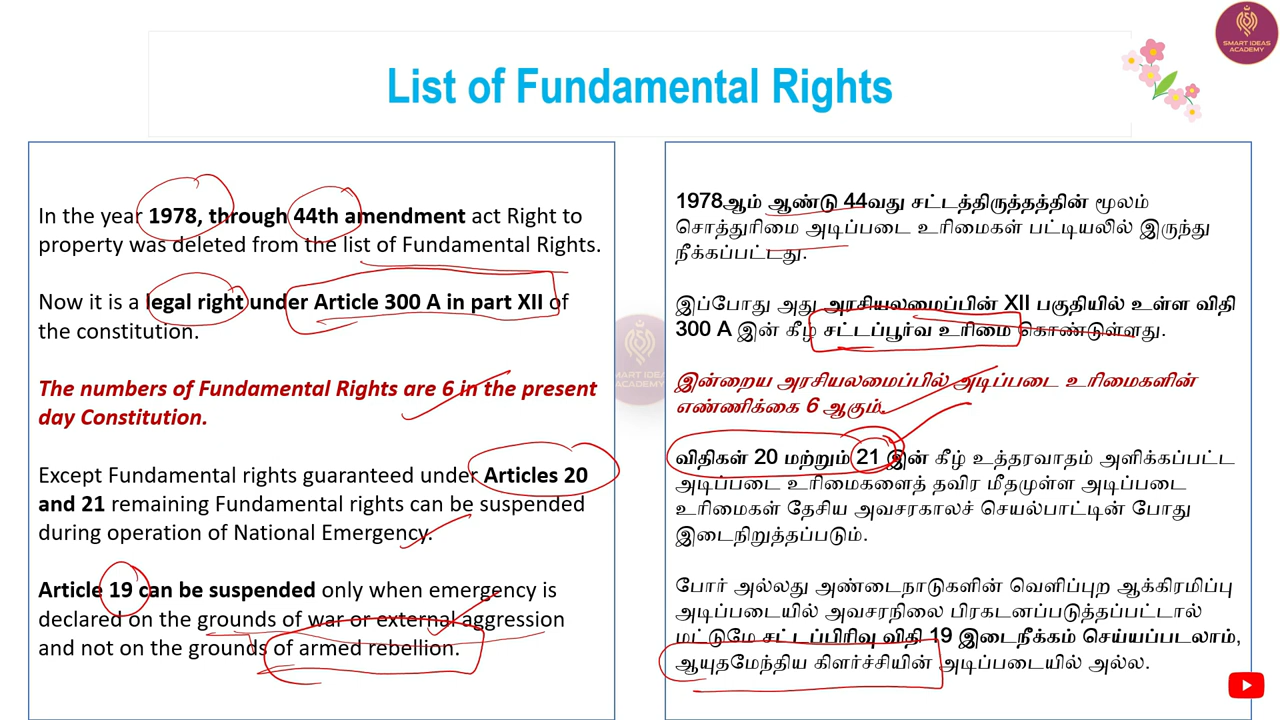 SMART IDEAS
ACADEMY
List of Fundamental Rights
In the year 1978, through 44th amendment act Right to
property was deleted from the list of Fundamental Rights.
Now it is a legal right under Article 300 A in part XII of
the constitution.
The numbers of Fundamental Rights are 6 in the present
day Constitution.
Except Fundamental rights guaranteed under Articles 20
and 21 remaining Fundamental rights can be suspended
during operation of National Emergency.
Article 19 can be suspended only when emergency is
declared on the grounds of war or external aggression
and not on the grounds of armed rebellion.
1978ஆம் ஆண்டு 44வது சட்டத்திருத்தத்தின் மூலம்
சொத்துரிமை அடிப்படை உரிமைகள் பட்டியலில் இருந்து
நீக்கப்பட்டது.
இப்போது அது அரசியலமைப்பின் XII பகுதியில் உள்ள விதி
300 A இன் கீழ் சட்டப்பூர்வ உரிமை கொண்டுள்ளது.
இன்றைய அரசியலமைப்பில் அடிப்படை உரிமைகளின்
எண்ணிக்கை 6 ஆகும்.
விதிகள் 20 மற்றும் 21 இன் கீழ் உத்தரவாதம் அளிக்கப்பட்ட
அடிப்படை உரிமைகளைத் தவிர மீதமுள்ள அடிப்படை
உரிமைகள் தேசிய அவசரகாலச் செயல்பாட்டின் போது
இடைநிறுத்தப்படும்.
போர் அல்லது அண்டைநாடுகளின் வெளிப்புற ஆக்கிரமிப்பு
அடிப்படையில் அவசரநிலை பிரகடனப்படுத்தப்பட்டால்
மட்டுமே சட்டப்பிரிவு விதி 19 இடைநீக்கம் செய்யப்படலாம்,
ஆயுதமேந்திய கிளர்ச்சியின் அடிப்படையில் அல்ல.
SMART IDEAS
ACADEMY